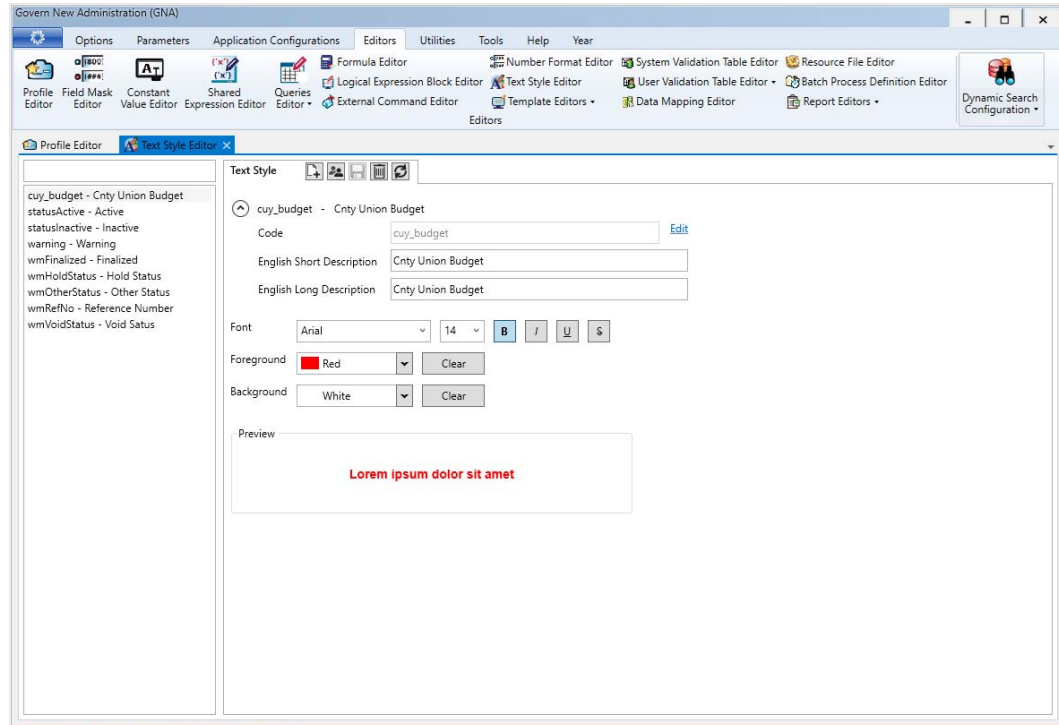 Govern New Administration (GNA)
Options Parameters Application Configurations Editors Utilities Tools Help Year
Profile Editor
Field Mask Editor
Constant Value Editor
Shared Expression Editor
Queries Editor
Formula Editor
Logical Expression Block Editor
External Command Editor
Number Format Editor
Text Style Editor
Template Editors
System Validation Table Editor
User Validation Table Editor
Data Mapping Editor
Resource File Editor
Batch Process Definition Editor
Report Editors
Dynamic Search Configuration
Editors
Profile Editor Text Style Editor
cuy_budget - Cnty Union Budget
statusActive - Active
statusInactive - Inactive
warning - Warning
wmFinalized - Finalized
wmHoldStatus - Hold Status
wmOtherStatus - Other Status
wmRefNo - Reference Number
wmVoidStatus - Void Satus
Text Style
cuy_budget - Cnty Union Budget
Code cuy_budget Edit
English Short Description Cnty Union Budget
English Long Description Cnty Union Budget
Font Arial 14 B I U S
Foreground Red Clear
Background White Clear
Preview
Lorem ipsum dolor sit amet